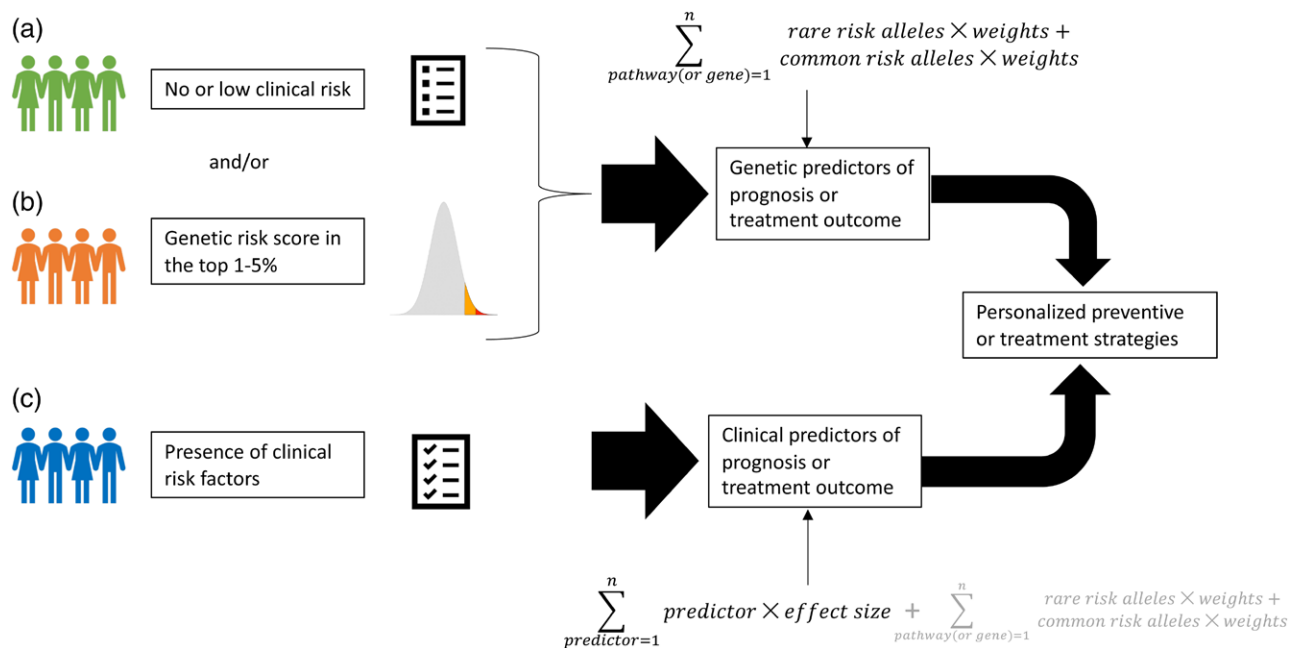 (a)
No or low clinical risk
and/or
(b)
Genetic risk score in
the top 1-5%
(c)
Presence of clinical
risk factors
n
∑
pathway(or gene)=1
rare risk alleles × weights +
common risk alleles × weights
Genetic predictors of
prognosis or
treatment outcome
Personalized preventive
or treatment strategies
Clinical predictors of
prognosis or
treatment outcome
n
∑ predictor × effect size +
predictor=1
n
∑
pathway(or gene)=1
rare risk alleles × weights +
common risk alleles × weights